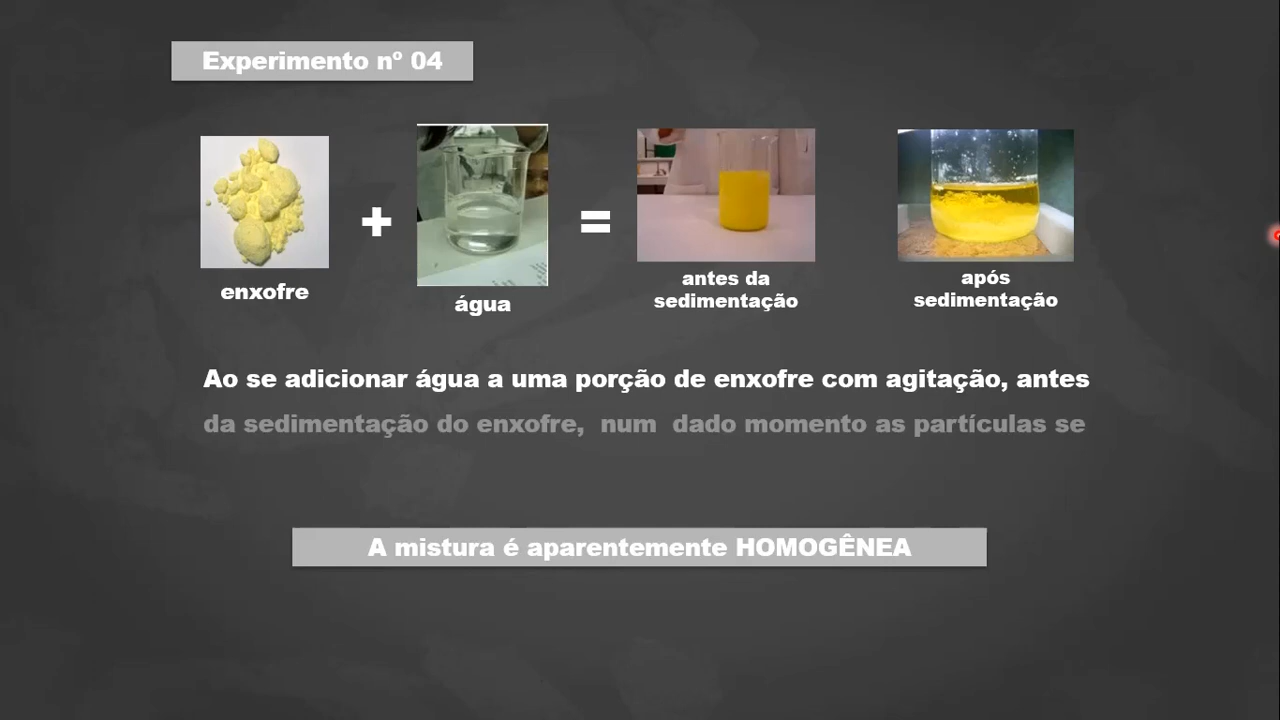 Experimento nº 04
enxofre
água
antes da
sedimentação
após
sedimentação
Ao se adicionar água a uma porção de enxofre com agitação, antes
da sedimentação do enxofre, num dado momento as partículas se
A mistura é aparentemente HOMOGÊNEA